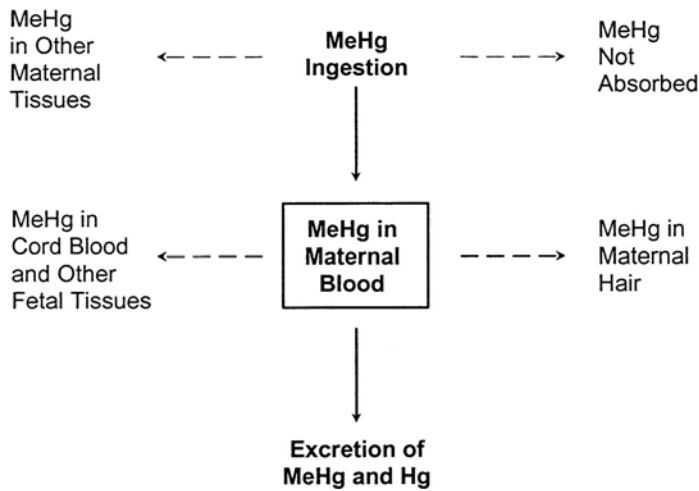 MeHg
in Other
Maternal
Tissues
MeHg
Ingestion
MeHg
Not
Absorbed
MeHg in
Cord Blood
and Other
Fetal Tissues
MeHg in
Maternal
Blood
MeHg in
Maternal
Hair
Excretion of
MeHg and Hg